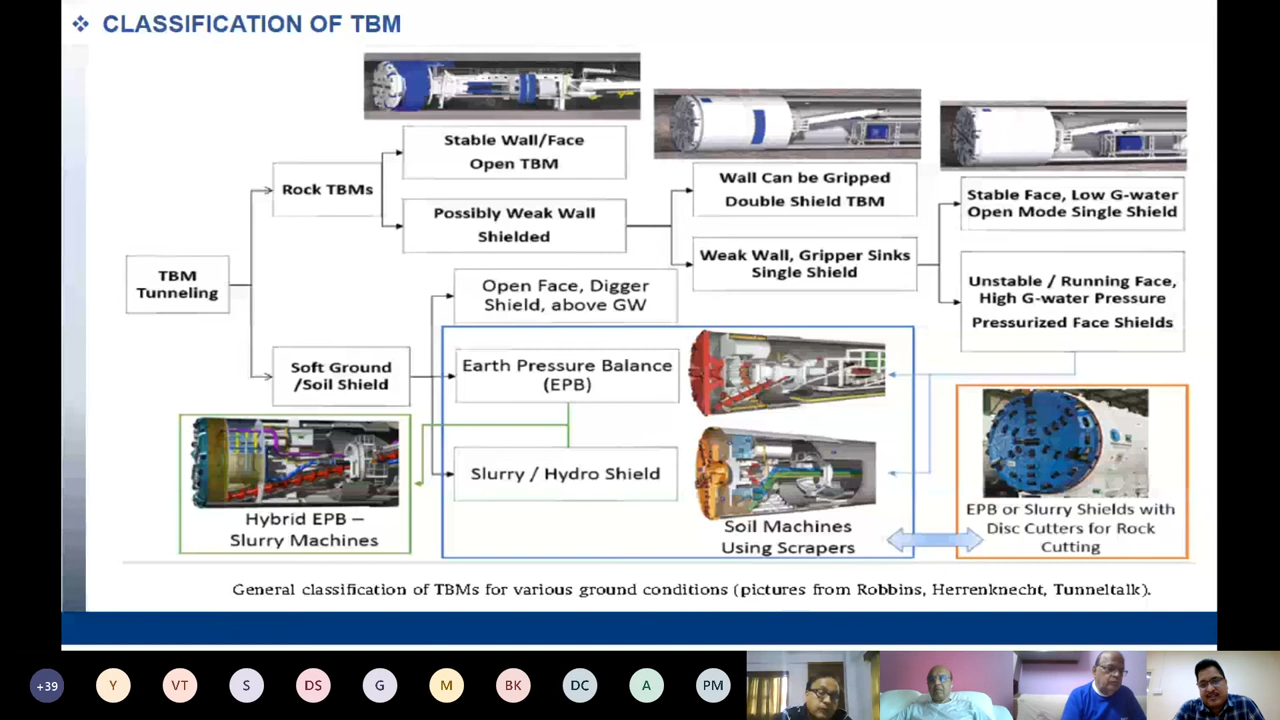 ❖ CLASSIFICATION OF TBM
Stable Wall/Face
Open TBM
Rock TBMs
Possibly Weak Wall
Shielded
Wall Can be Gripped
Double Shield TBM
Weak Wall, Gripper Sinks
Single Shield
Stable Face, Low G-water
Open Mode Single Shield
Unstable / Running Face,
High G-water Pressure
Pressurized Face Shields
TBM
Tunneling
Open Face, Digger
Shield, above GW
Soft Ground
/Soil Shield
Earth Pressure Balance
(EPB)
Slurry / Hydro Shield
Hybrid EPB –
Slurry Machines
Soil Machines
Using Scrapers
EPB or Slurry Shields with
Disc Cutters for Rock
Cutting
General classification of TBMs for various ground conditions (pictures from Robbins, Herrenknecht, Tunneltalk).
+39
Y
VT
S
DS
G
M
BK
DC
A
PM